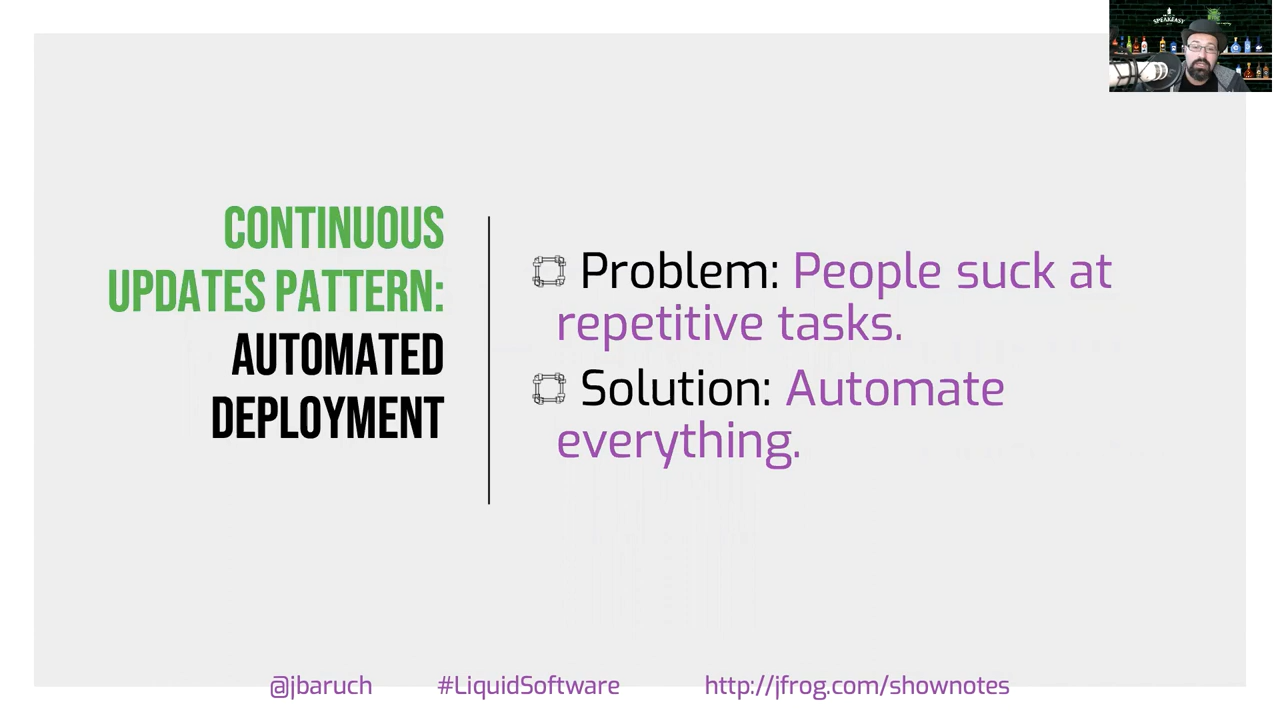 SPEAKEASY
CONTINUOUS
UPDATES PATTERN:
AUTOMATED
DEPLOYMENT
Problem: People suck at
repetitive tasks.
Solution: Automate
everything.
@jbaruch #LiquidSoftware http://jfrog.com/shownotes